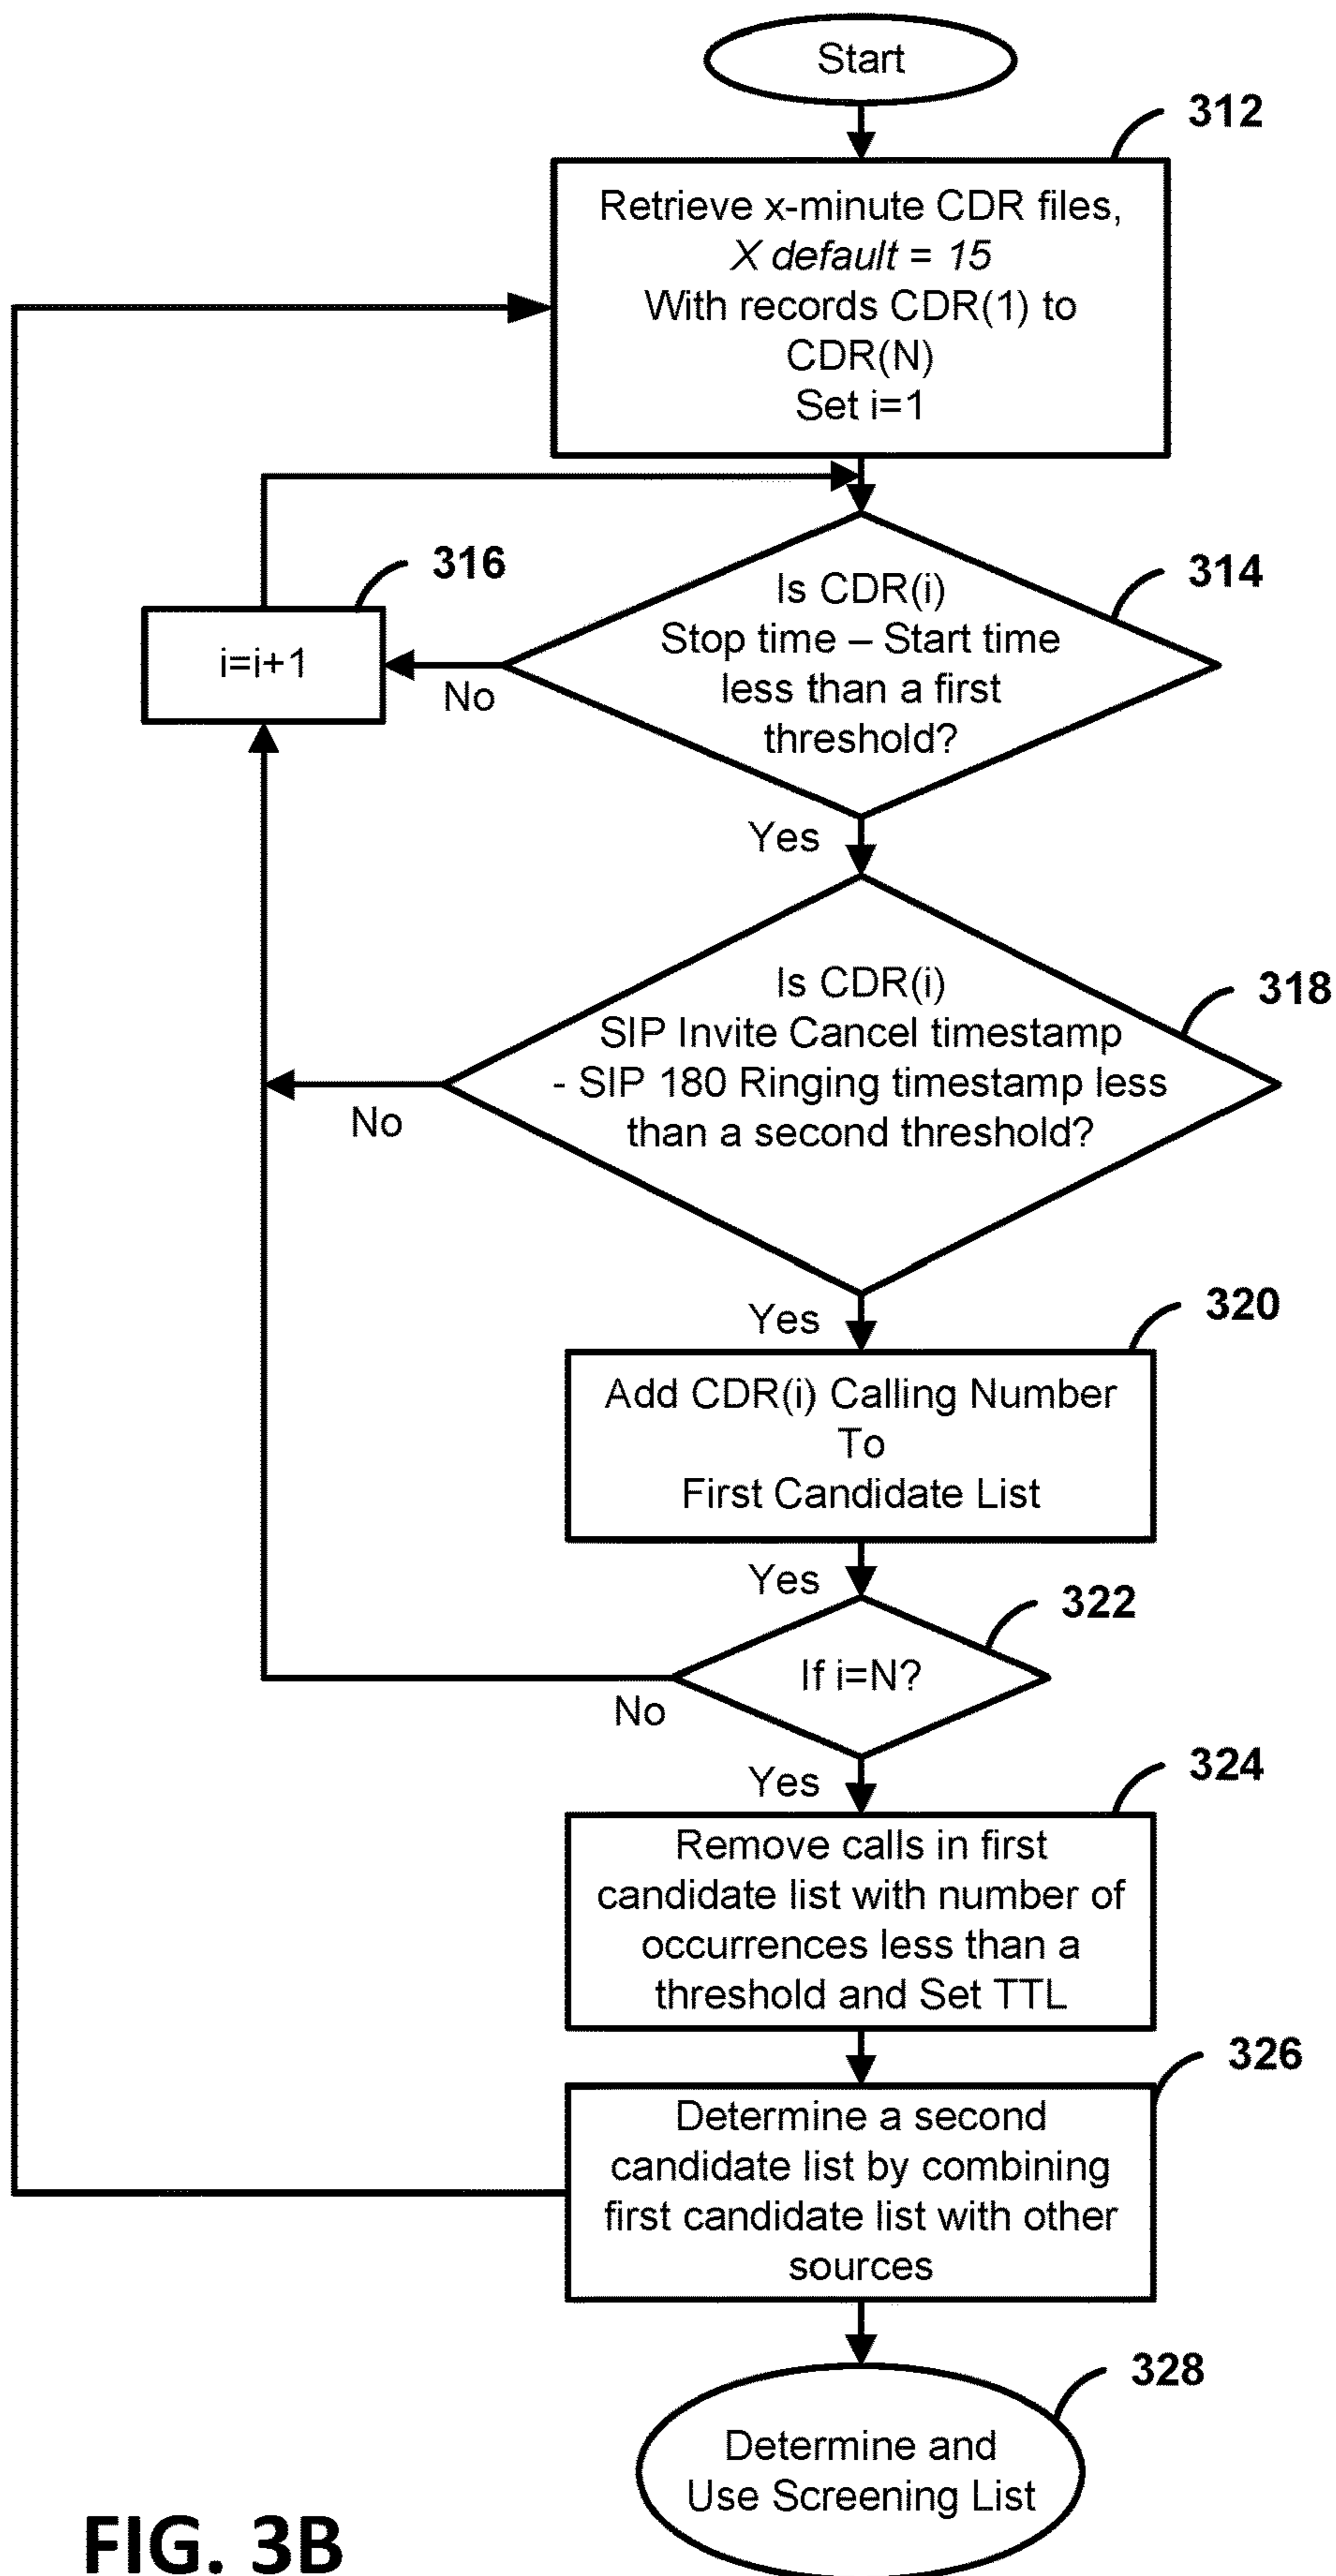 Start
312
Retrieve x-minute CDR files,
X default = 15
With records CDR(1) to
CDR(N)
Set i=1
316
i=i+1
314
Is CDR(i)
Stop time – Start time
less than a first
threshold?
No
Yes
318
Is CDR(i)
SIP Invite Cancel timestamp
- SIP 180 Ringing timestamp less
than a second threshold?
No
Yes
320
Add CDR(i) Calling Number
To
First Candidate List
Yes
322
If i=N?
No
Yes
324
Remove calls in first
candidate list with number of
occurrences less than a
threshold and Set TTL
326
Determine a second
candidate list by combining
first candidate list with other
sources
328
Determine and
Use Screening List
FIG. 3B